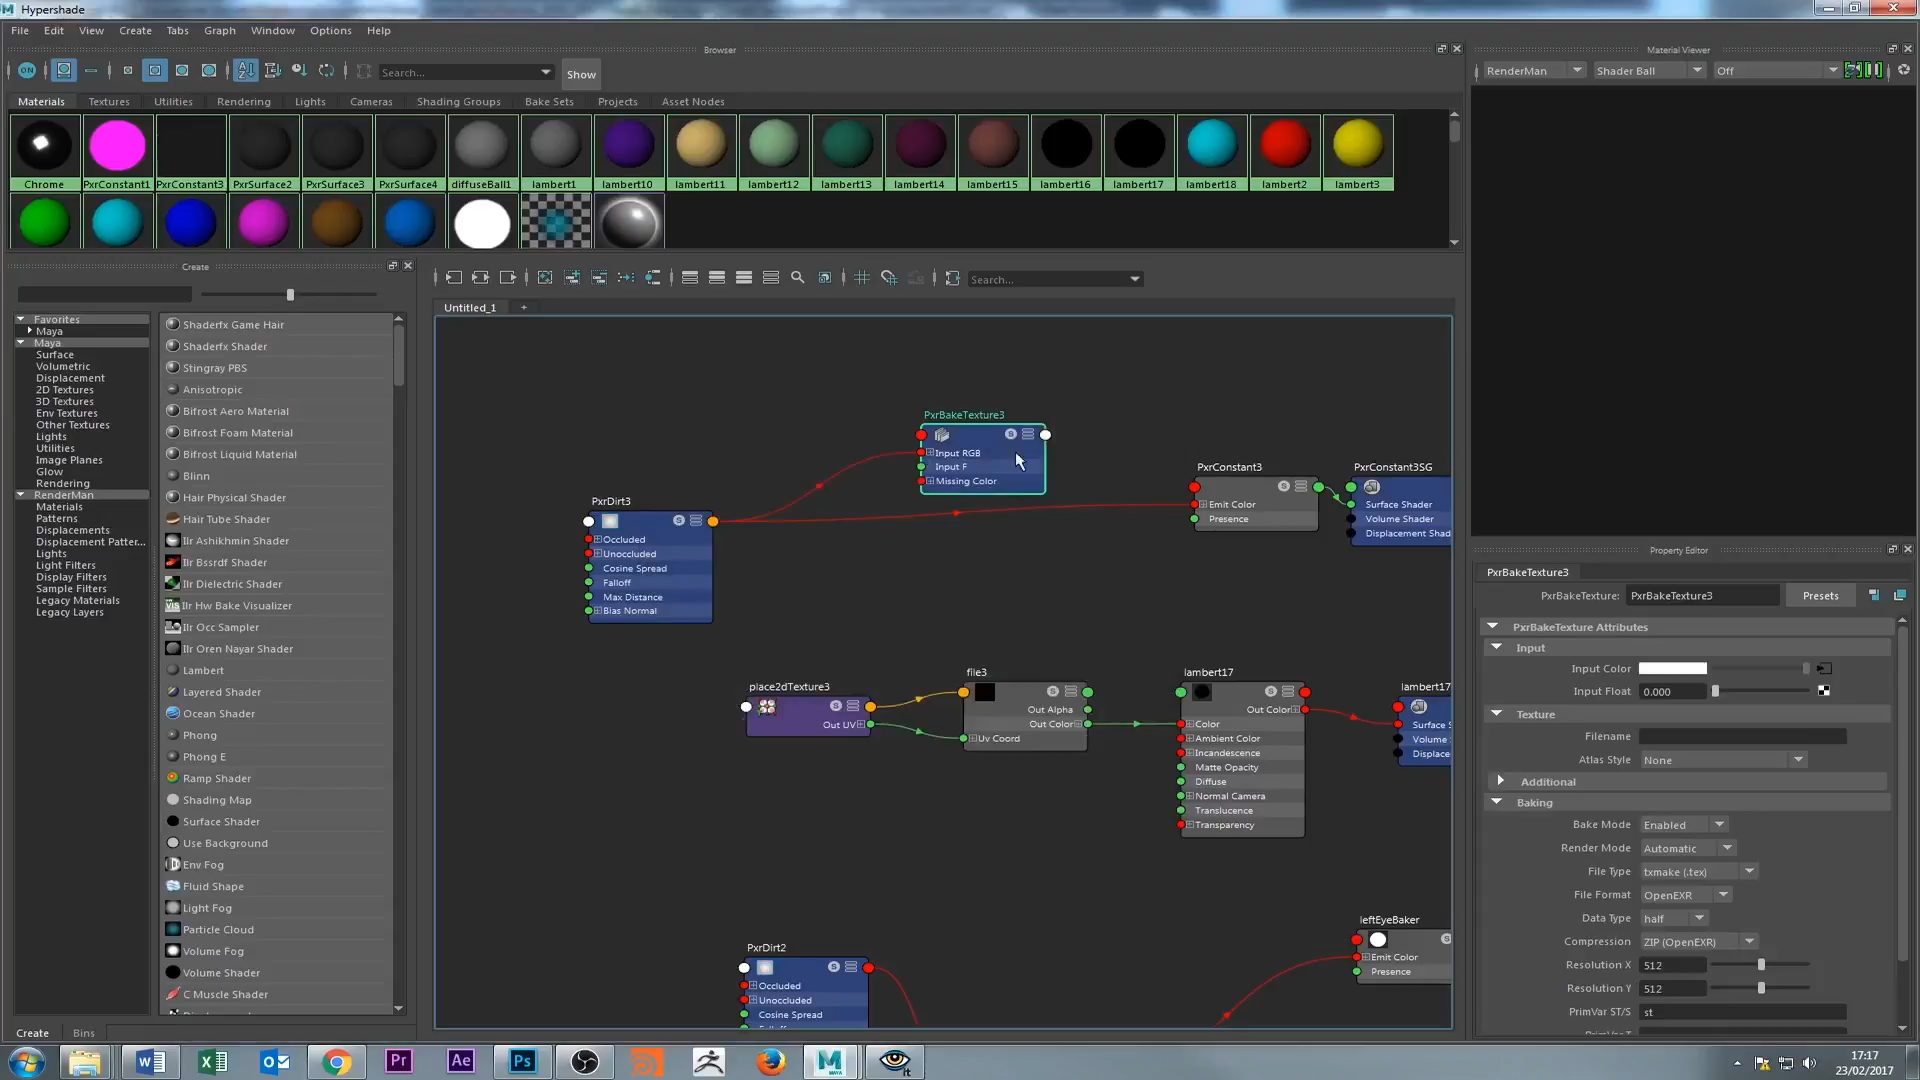 Hypershade
File Edit View Create Tabs Graph Window Options Help
Browser
Material Viewer
ON
Search...
Show
RenderMan
Shader Ball
Off
Materials Textures Utilities Rendering Lights Cameras Shading Groups Bake Sets Projects Asset Nodes
Chrome PxrConstant1 PxrConstant3 PxrSurface2 PxrSurface3 PxrSurface4 diffuseBall1 lambert1 lambert10 lambert11 lambert12 lambert13 lambert14 lambert15 lambert16 lambert17 lambert18 lambert2 lambert3
Create
Search...
Untitled_1
+
Favorites
Maya
Maya
Surface
Volumetric
Displacement
2D Textures
3D Textures
Env Textures
Other Textures
Lights
Utilities
Image Planes
Glow
Rendering
RenderMan
Materials
Patterns
Displacements
Displacement Patter...
Lights
Light Filters
Display Filters
Sample Filters
Legacy Materials
Legacy Layers
Shaderfx Game Hair
Shaderfx Shader
Stingray PBS
Anisotropic
Bifrost Aero Material
Bifrost Foam Material
Bifrost Liquid Material
Blinn
Hair Physical Shader
Hair Tube Shader
Ilr Ashikhmin Shader
Ilr Bssrdf Shader
Ilr Dielectric Shader
Ilr Hw Bake Visualizer
Ilr Occ Sampler
Ilr Oren Nayar Shader
Lambert
Layered Shader
Ocean Shader
Phong
Phong E
Ramp Shader
Shading Map
Surface Shader
Use Background
Env Fog
Fluid Shape
Light Fog
Particle Cloud
Volume Fog
Volume Shader
C Muscle Shader
Create Bins
PxrBakeTexture3
S
Input RGB
Input F
Missing Color
PxrDirt3
S
Occluded
Unoccluded
Cosine Spread
Falloff
Max Distance
Bias Normal
PxrConstant3
S
Emit Color
Presence
PxrConstant3SG
Surface Shader
Volume Shader
Displacement Shad
place2dTexture3
S
Out UV
file3
S
Out Alpha
Out Color
Uv Coord
lambert17
S
Out Color
Color
Ambient Color
Incandescence
Matte Opacity
Diffuse
Normal Camera
Translucence
Transparency
lambert17
Surface S
Volume
Displace
PxrDirt2
S
Occluded
Unoccluded
Cosine Spread
leftEyeBaker
S
Emit Color
Presence
Property Editor
PxrBakeTexture3
PxrBakeTexture: PxrBakeTexture3 Presets
PxrBakeTexture Attributes
Input
Input Color
Input Float 0.000
Texture
Filename
Atlas Style None
Additional
Baking
Bake Mode Enabled
Render Mode Automatic
File Type txmake (.tex)
File Format OpenEXR
Data Type half
Compression ZIP (OpenEXR)
Resolution X 512
Resolution Y 512
PrimVar ST/S st
Pr
Ae
Ps
17:17
23/02/2017